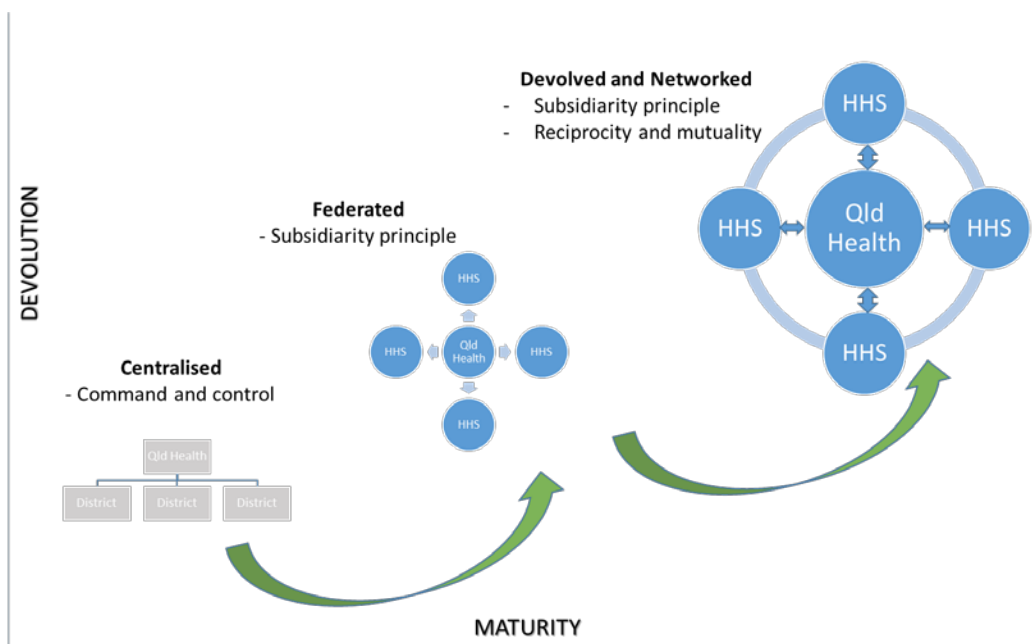 Devolved and Networked
- Subsidiarity principle
- Reciprocity and mutuality
HHS
HHS
Qld
Health
HHS
HHS
Federated
- Subsidiarity principle
HHS
HHS
Qld
Health
HHS
HHS
Centralised
- Command and control
Qld Health
District
District
District
DEVOLUTION
MATURITY